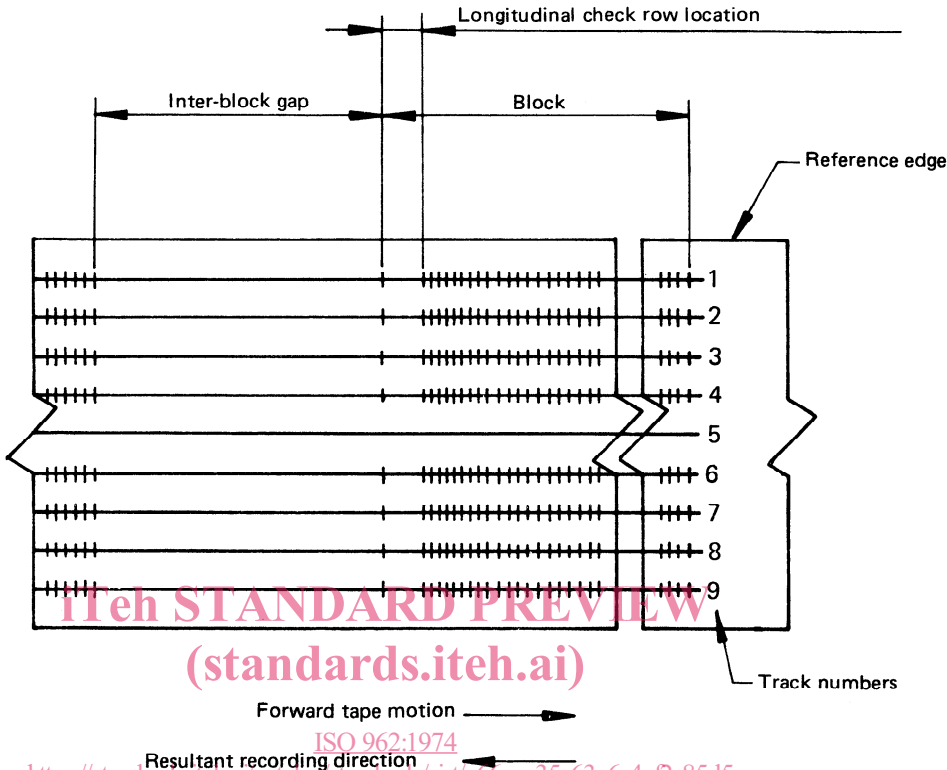 Longitudinal check row location
Inter-block gap
Block
Reference edge
1
2
3
4
5
6
7
8
9
iTeh STANDARD PREVIEW
(standards.iteh.ai)
Track numbers
Forward tape motion
ISO 962:1974
Resultant recording direction